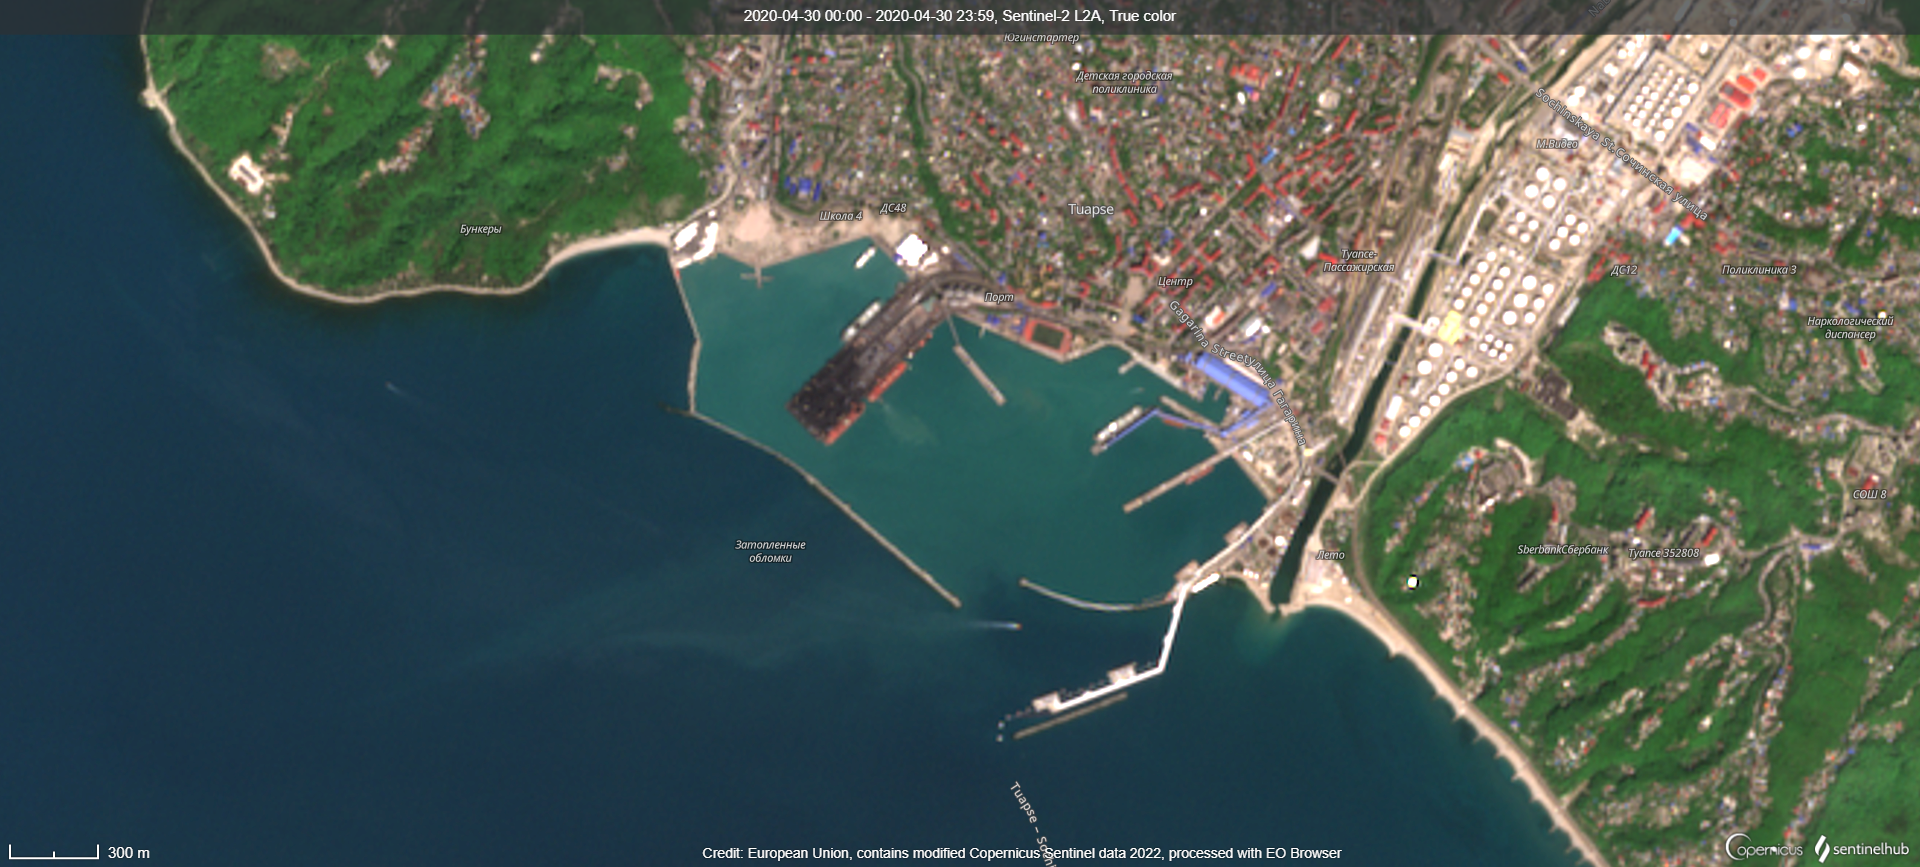 2020-04-30 00:00 - 2020-04-30 23:59, Sentinel-2 L2A, True color
Югинстартер
Детская городская
поликлиника
Sochinskaya St.Сочинская улица
М.Видео
Школа 4
ДС48
Tuapse
Бункеры
Туапсе-
Пассажирская
ДС12
Поликлиника 3
Центр
Порт
Gagarina Streetулица Гагарина
Наркологический
диспансер
СОШ 8
Затопленные
обломки
Лето
SberbankСбербанк
Туапсе 352808
Tuapse – Sochi
300 m
Credit: European Union, contains modified Copernicus Sentinel data 2022, processed with EO Browser
Copernicus
sentinelhub